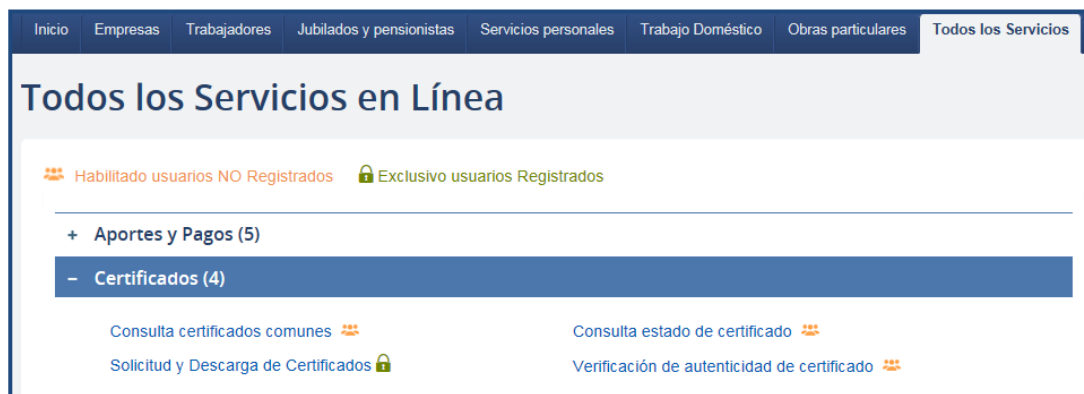 Inicio Empresas Trabajadores Jubilados y pensionistas Servicios personales Trabajo Doméstico Obras particulares Todos los Servicios
Todos los Servicios en Línea
Habilitado usuarios NO Registrados Exclusivo usuarios Registrados
+ Aportes y Pagos (5)
− Certificados (4)
Consulta certificados comunes Consulta estado de certificado
Solicitud y Descarga de Certificados Verificación de autenticidad de certificado